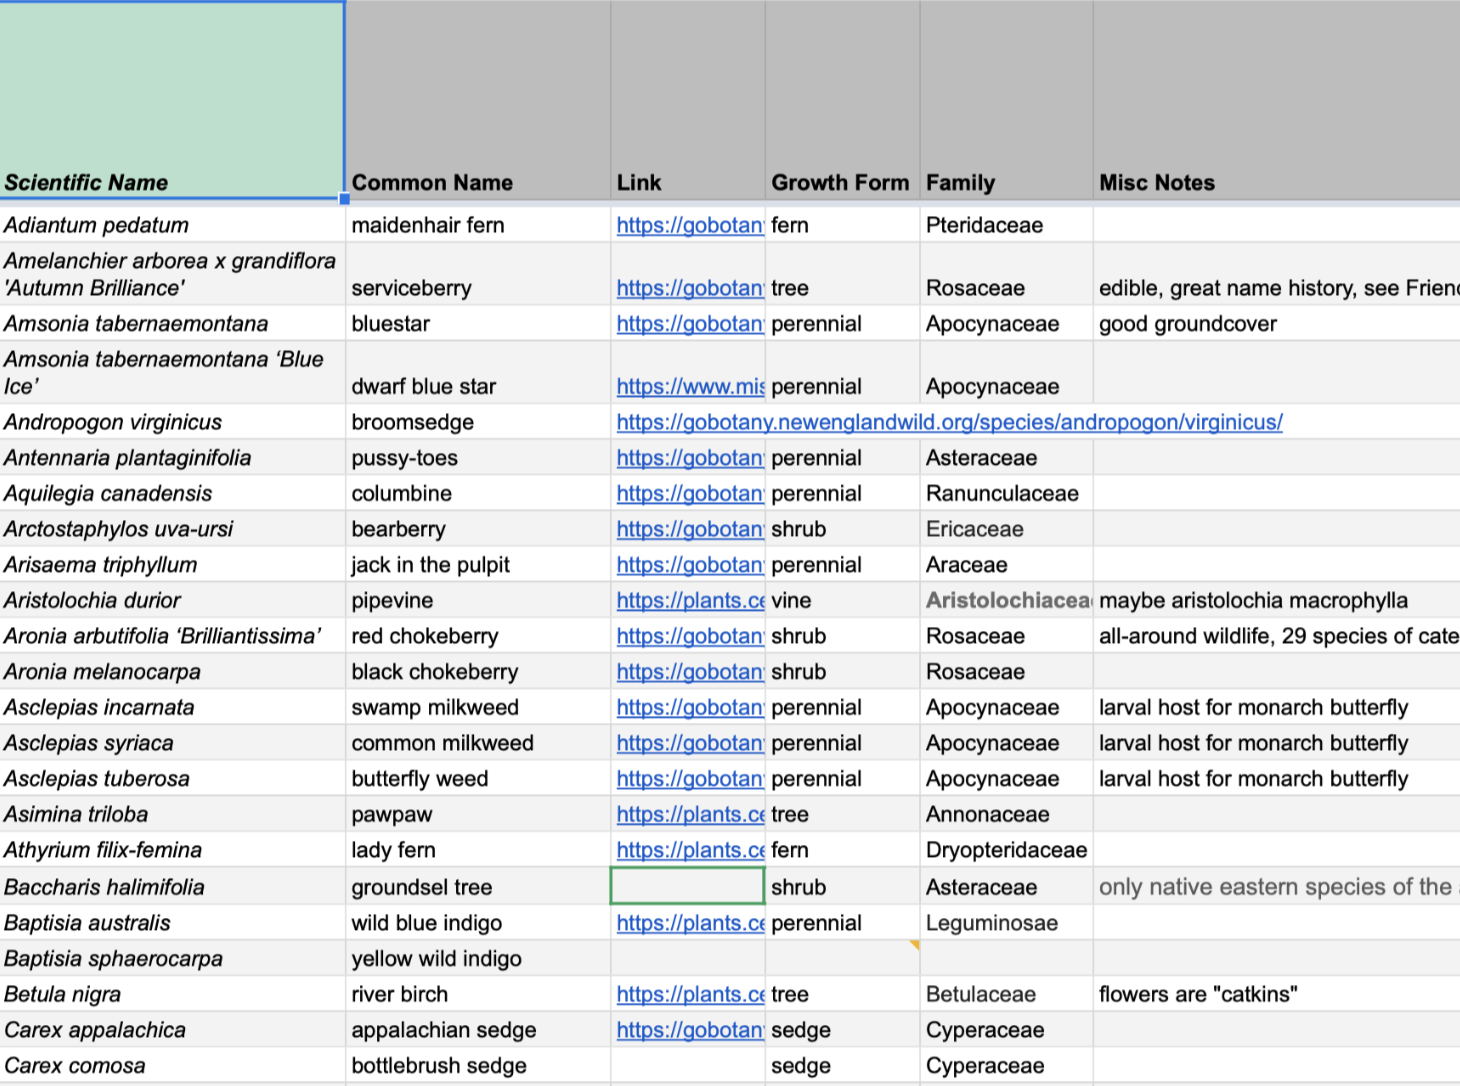 Scientific Name Common Name Link Growth Form Family Misc Notes
Adiantum pedatum maidenhair fern https://gobotan fern Pteridaceae
Amelanchier arborea x grandiflora
'Autumn Brilliance' serviceberry https://gobotan tree Rosaceae edible, great name history, see Frien
Amsonia tabernaemontana bluestar https://gobotan perennial Apocynaceae good groundcover
Amsonia tabernaemontana ‘Blue
Ice’ dwarf blue star https://www.mis perennial Apocynaceae
Andropogon virginicus broomsedge https://gobotany.newenglandwild.org/species/andropogon/virginicus/
Antennaria plantaginifolia pussy-toes https://gobotan perennial Asteraceae
Aquilegia canadensis columbine https://gobotan perennial Ranunculaceae
Arctostaphylos uva-ursi bearberry https://gobotan shrub Ericaceae
Arisaema triphyllum jack in the pulpit https://gobotan perennial Araceae
Aristolochia durior pipevine https://plants.ce vine Aristolochiacea maybe aristolochia macrophylla
Aronia arbutifolia ‘Brilliantissima’ red chokeberry https://gobotan shrub Rosaceae all-around wildlife, 29 species of cate
Aronia melanocarpa black chokeberry https://gobotan shrub Rosaceae
Asclepias incarnata swamp milkweed https://gobotan perennial Apocynaceae larval host for monarch butterfly
Asclepias syriaca common milkweed https://gobotan perennial Apocynaceae larval host for monarch butterfly
Asclepias tuberosa butterfly weed https://gobotan perennial Apocynaceae larval host for monarch butterfly
Asimina triloba pawpaw https://plants.ce tree Annonaceae
Athyrium filix-femina lady fern https://plants.ce fern Dryopteridaceae
Baccharis halimifolia groundsel tree shrub Asteraceae only native eastern species of the
Baptisia australis wild blue indigo https://plants.ce perennial Leguminosae
Baptisia sphaerocarpa yellow wild indigo
Betula nigra river birch https://plants.ce tree Betulaceae flowers are "catkins"
Carex appalachica appalachian sedge https://gobotan sedge Cyperaceae
Carex comosa bottlebrush sedge sedge Cyperaceae